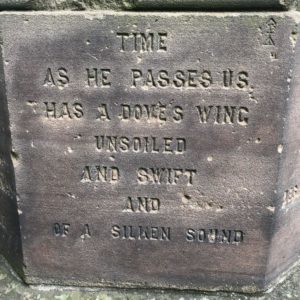 TIME
AS HE PASSES US
HAS A DOVE'S WING
UNSOILED
AND SWIFT
AND
OF A SILKEN SOUND